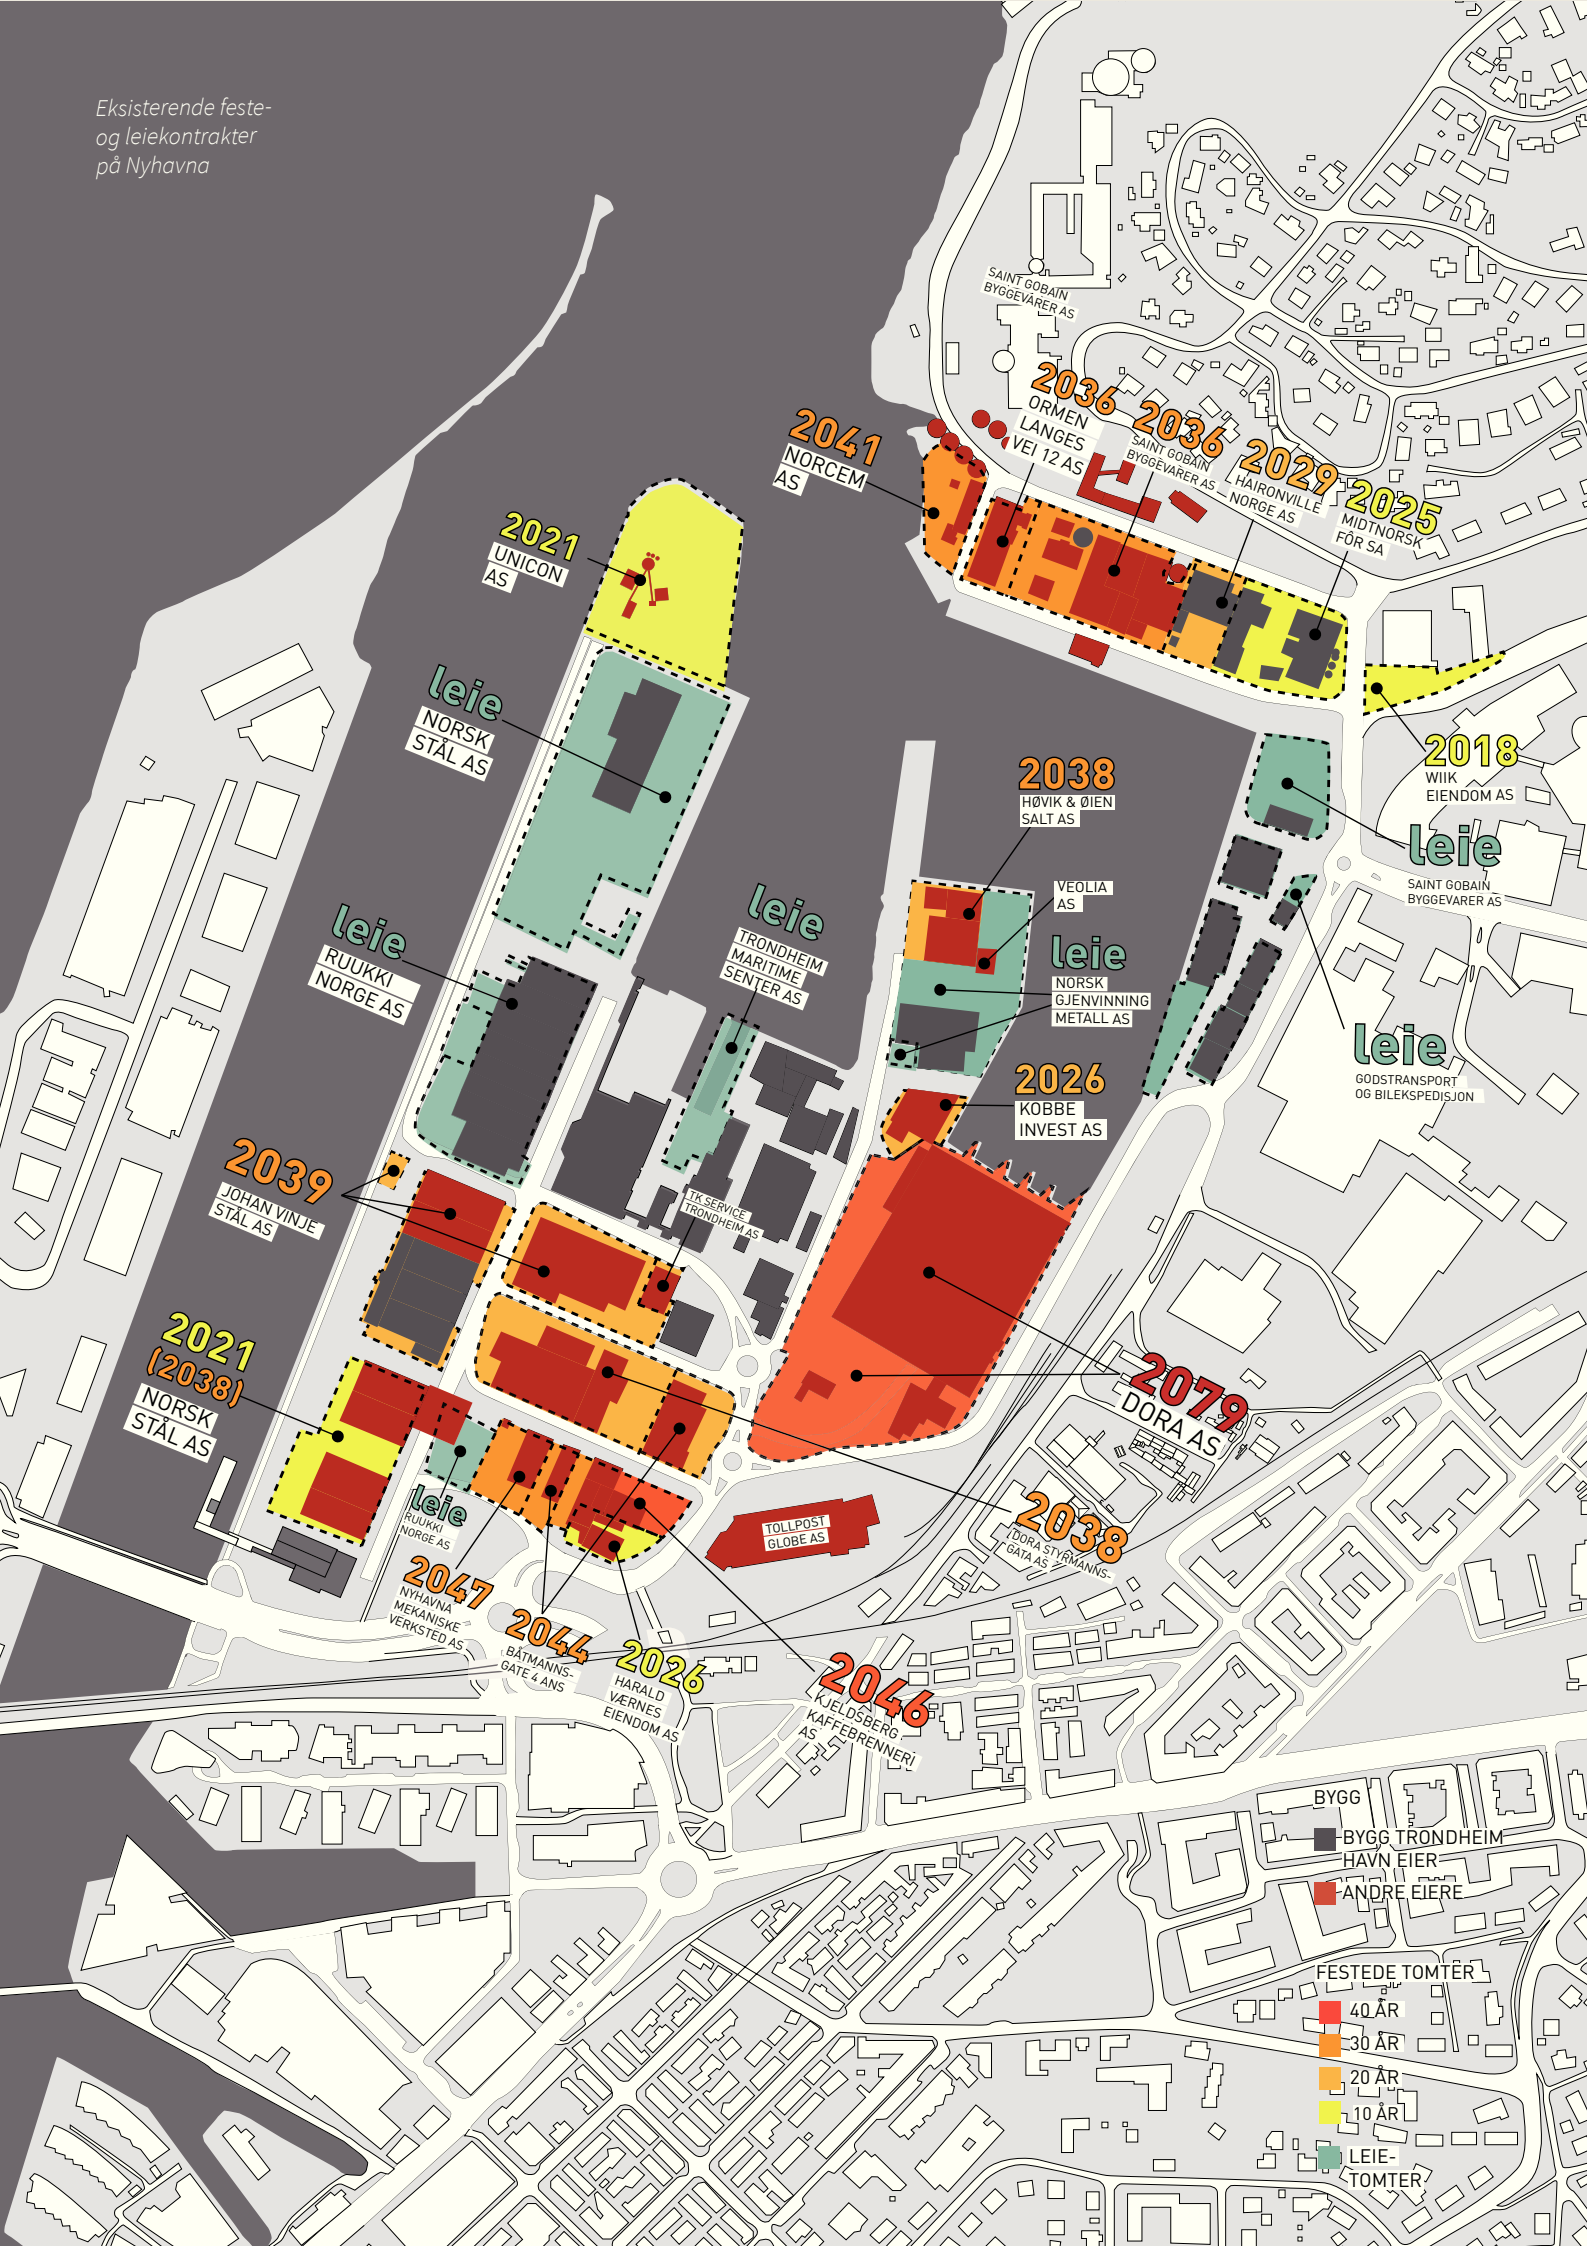 Eksisterende feste-
og leiekontrakter
på Nyhavna
SAINT GOBAIN
BYGGEVARER AS
2036
ORMEN
LANGES
VEI 12 AS
2036
SAINT GOBAIN
BYGGEVARER AS
2029
HAIRONVILLE
NORGE AS
2025
MIDTNORSK
FÔR SA
2041
NORCEM
AS
2021
UNICON
AS
leie
NORSK
STÅL AS
2018
WIIK
EIENDOM AS
2038
HØVIK & ØIEN
SALT AS
leie
SAINT GOBAIN
BYGGEVARER AS
VEOLIA
AS
leie
TRONDHEIM
MARITIME
SENTER AS
leie
RUUKKI
NORGE AS
leie
NORSK
GJENVINNING
METALL AS
leie
GODSTRANSPORT
OG BILEKSPEDISJON
2026
KOBBE
INVEST AS
2039
JOHAN VINJE
STÅL AS
TK SERVICE
TRONDHEIM AS
2021
(2038)
NORSK
STÅL AS
2079
DORA AS
leie
RUUKKI
NORGE AS
TOLLPOST
GLOBE AS
2038
DORA STYRMANNS-
GATA AS
2047
NYHAVNA
MEKANISKE
VERKSTED AS
2044
BÅTMANNS-
GATE 4 ANS
2026
HARALD
VÆRNES
EIENDOM AS
2046
KJELDSBERG
KAFFEBRENNERI
AS
BYGG
BYGG TRONDHEIM
HAVN EIER
ANDRE EIERE
FESTEDE TOMTER
40 ÅR
30 ÅR
20 ÅR
10 ÅR
LEIE-
TOMTER